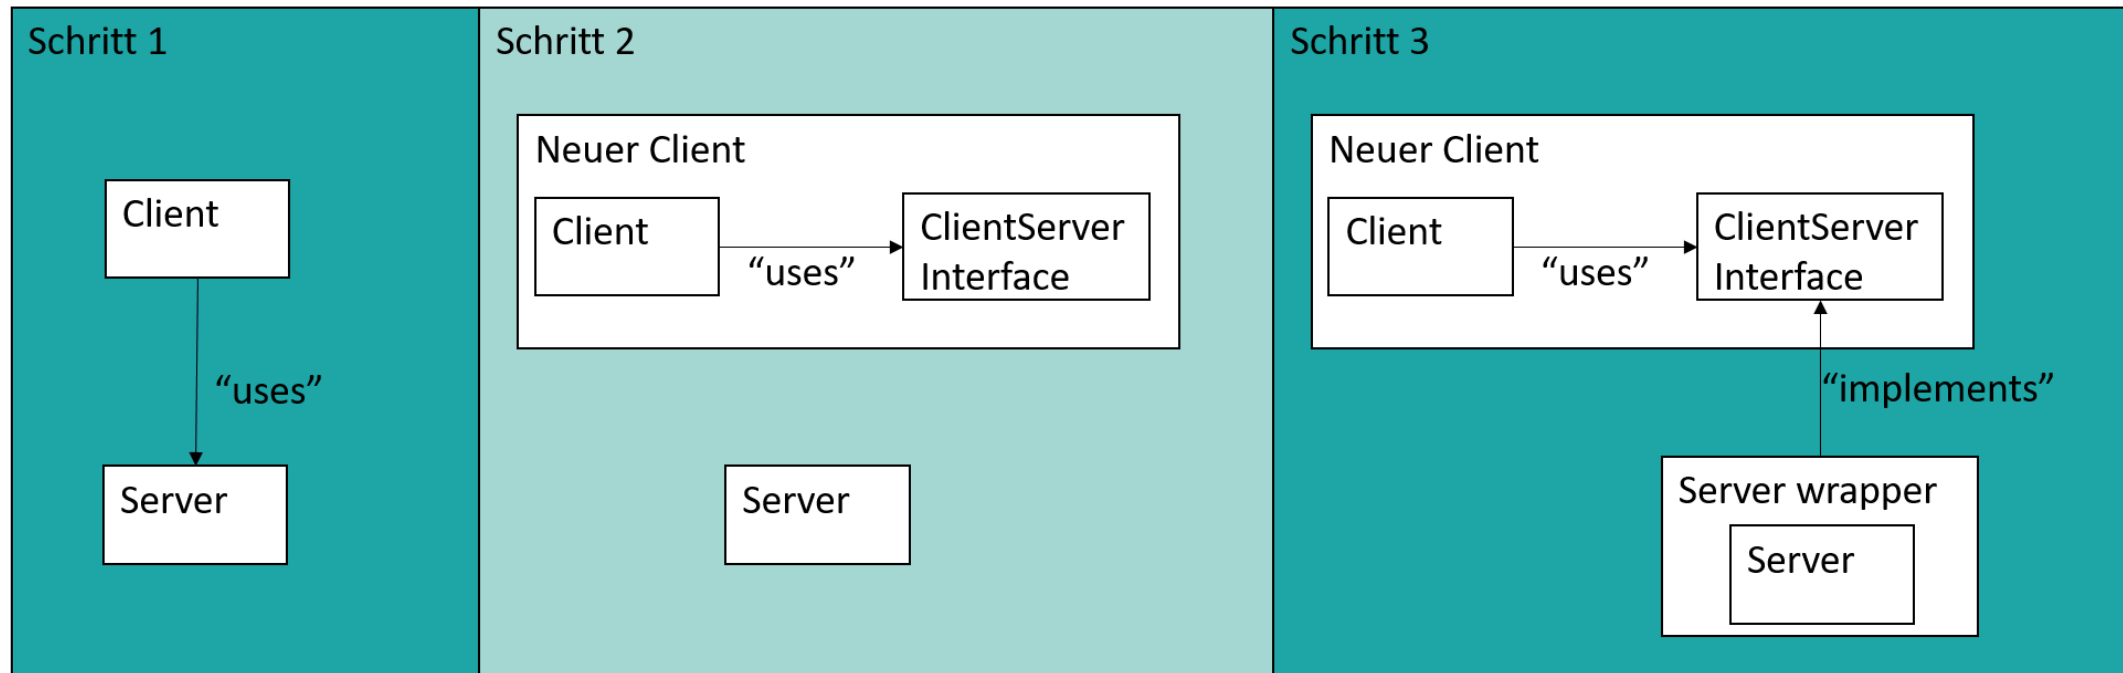 Schritt 1
Client
“uses”
Server
Schritt 2
Neuer Client
Client
“uses”
ClientServer
Interface
Server
Schritt 3
Neuer Client
Client
“uses”
ClientServer
Interface
“implements”
Server wrapper
Server